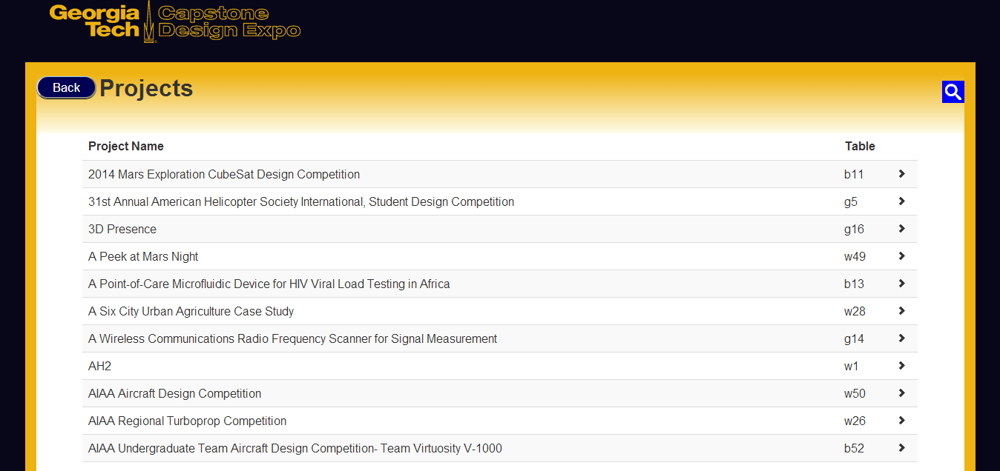 Georgia Tech
Capstone Design Expo
Back
Projects
Project Name Table
2014 Mars Exploration CubeSat Design Competition b11
31st Annual American Helicopter Society International, Student Design Competition g5
3D Presence g16
A Peek at Mars Night w49
A Point-of-Care Microfluidic Device for HIV Viral Load Testing in Africa b13
A Six City Urban Agriculture Case Study w28
A Wireless Communications Radio Frequency Scanner for Signal Measurement g14
AH2 w1
AIAA Aircraft Design Competition w50
AIAA Regional Turboprop Competition w26
AIAA Undergraduate Team Aircraft Design Competition- Team Virtuosity V-1000 b52